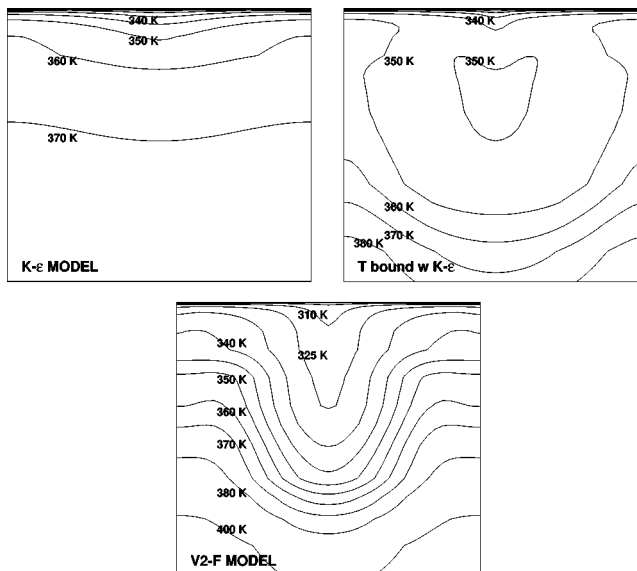 340 K
350 K
360 K
370 K
K-ε MODEL
340 K
350 K
350 K
360 K
370 K
380 K
T bound w K-ε
310 K
340 K
325 K
350 K
360 K
370 K
380 K
400 K
V2-F MODEL